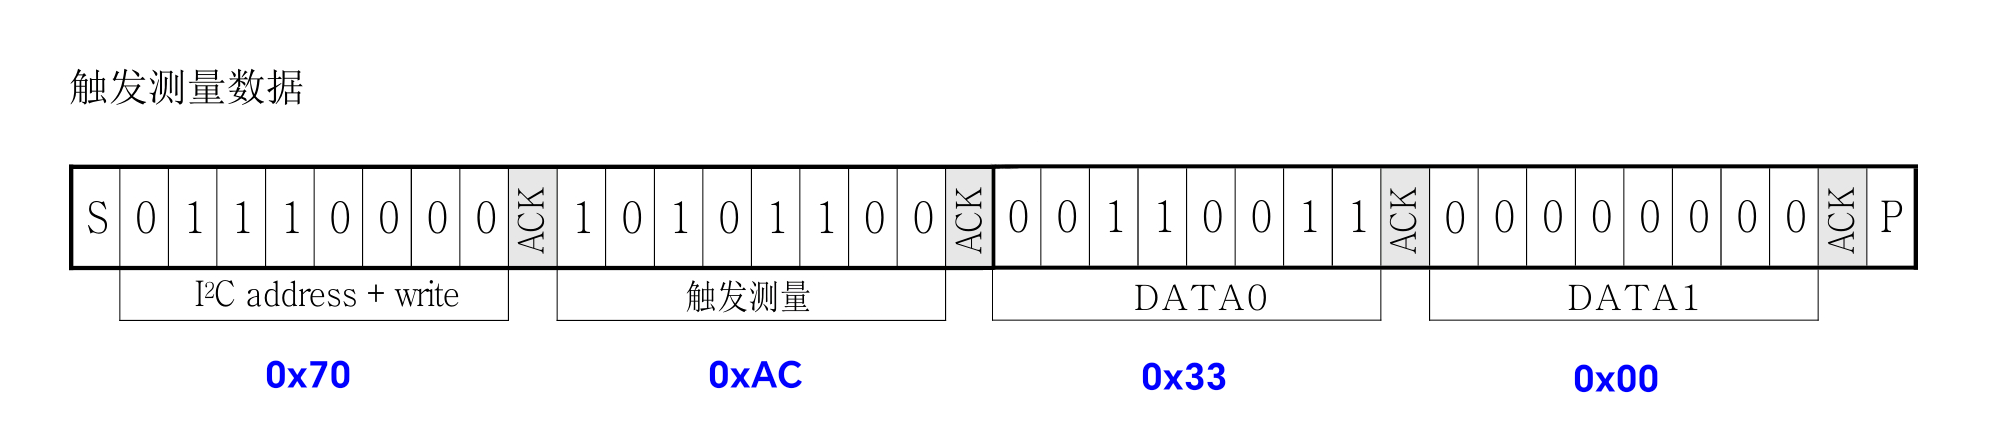 触发测量数据
S 0 1 1 1 0 0 0 0 ACK 1 0 1 0 1 1 0 0 ACK 0 0 1 1 0 0 1 1 ACK 0 0 0 0 0 0 0 0 ACK P
I²C address + write 触发测量 DATA0 DATA1
0x70 0xAC 0x33 0x00